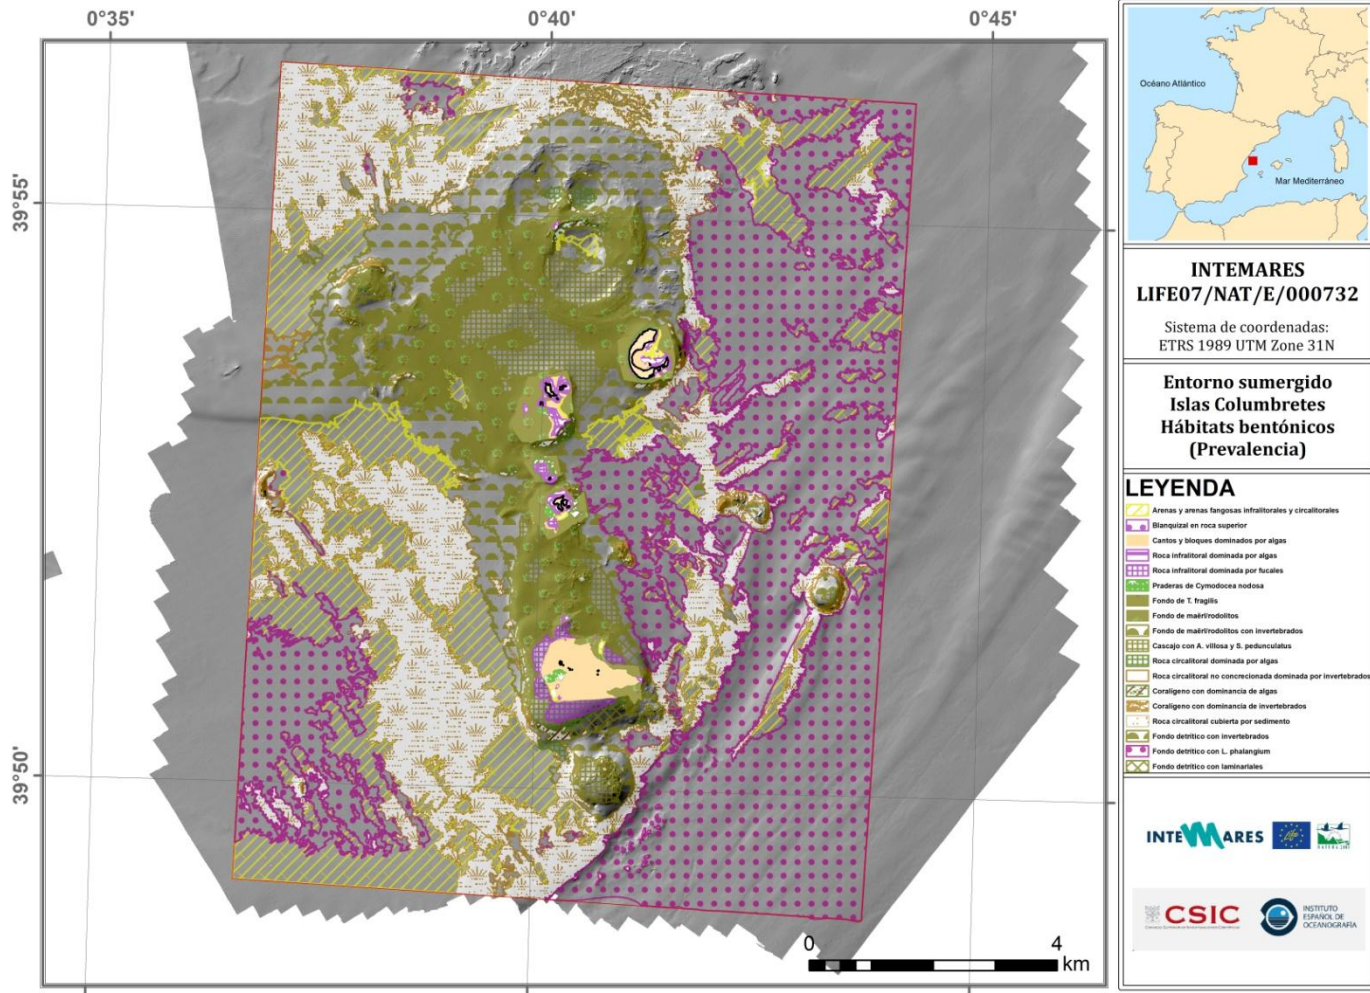 0°35'
0°40'
0°45'
39°55'
39°50'
0
4
km
Océano Atlántico
Mar Mediterráneo
INTEMARES
LIFE07/NAT/E/000732
Sistema de coordenadas:
ETRS 1989 UTM Zone 31N
Entorno sumergido
Islas Columbretes
Hábitats bentónicos
(Prevalencia)
LEYENDA
Arenas y arenas fangosas infralitorales y circalitorales
Blanquizal en roca superior
Cantos y bloques dominados por algas
Roca infralitoral dominada por algas
Roca infralitoral dominada por fucales
Praderas de Cymodocea nodosa
Fondo de T. fragilis
Fondo de maërl/rodolitos
Fondo de maërl/rodolitos con invertebrados
Cascajo con A. villosa y S. pedunculatus
Roca circalitoral dominada por algas
Roca circalitoral no concrecionada dominada por invertebrados
Coralígeno con dominancia de algas
Coralígeno con dominancia de invertebrados
Roca circalitoral cubierta por sedimento
Fondo detrítico con invertebrados
Fondo detrítico con L. phalangium
Fondo detrítico con laminariales
INTEMARES
CSIC
INSTITUTO
ESPAÑOL DE
OCEANOGRAFÍA